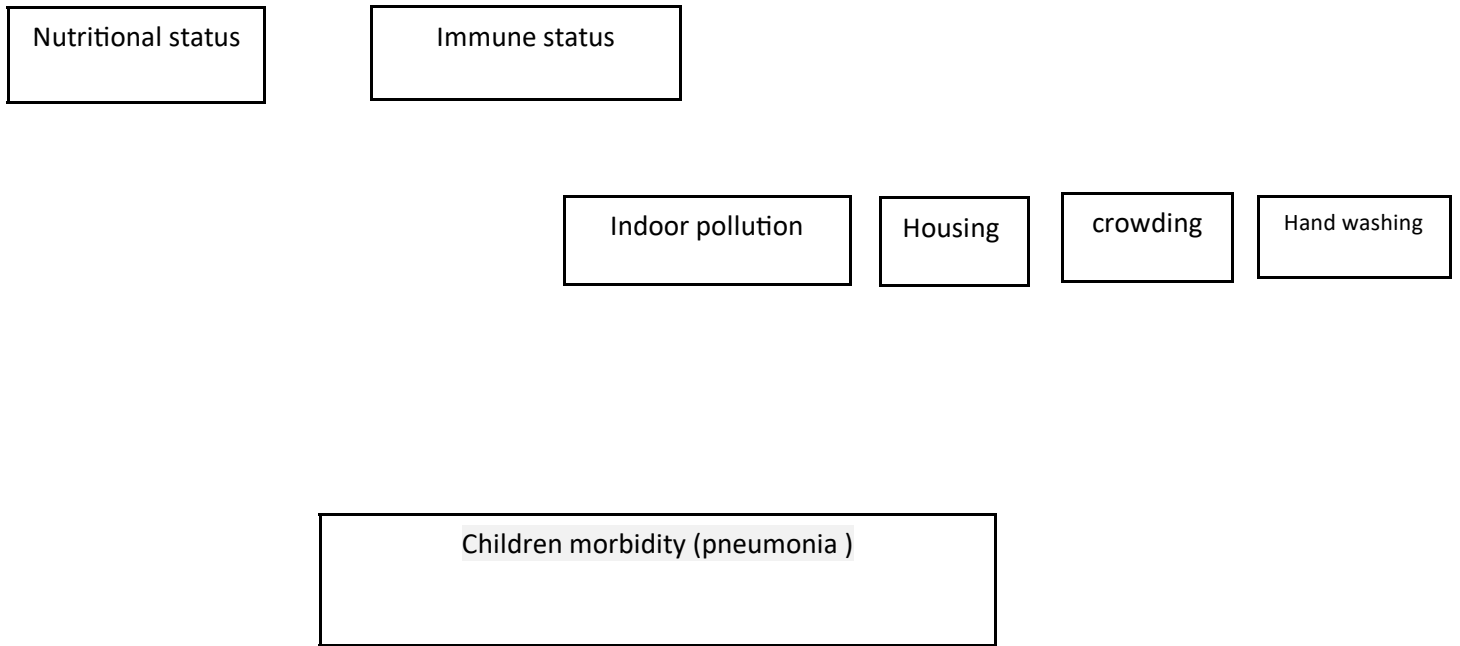 Nutritional status
Immune status
Indoor pollution
Housing
crowding
Hand washing
Children morbidity (pneumonia )